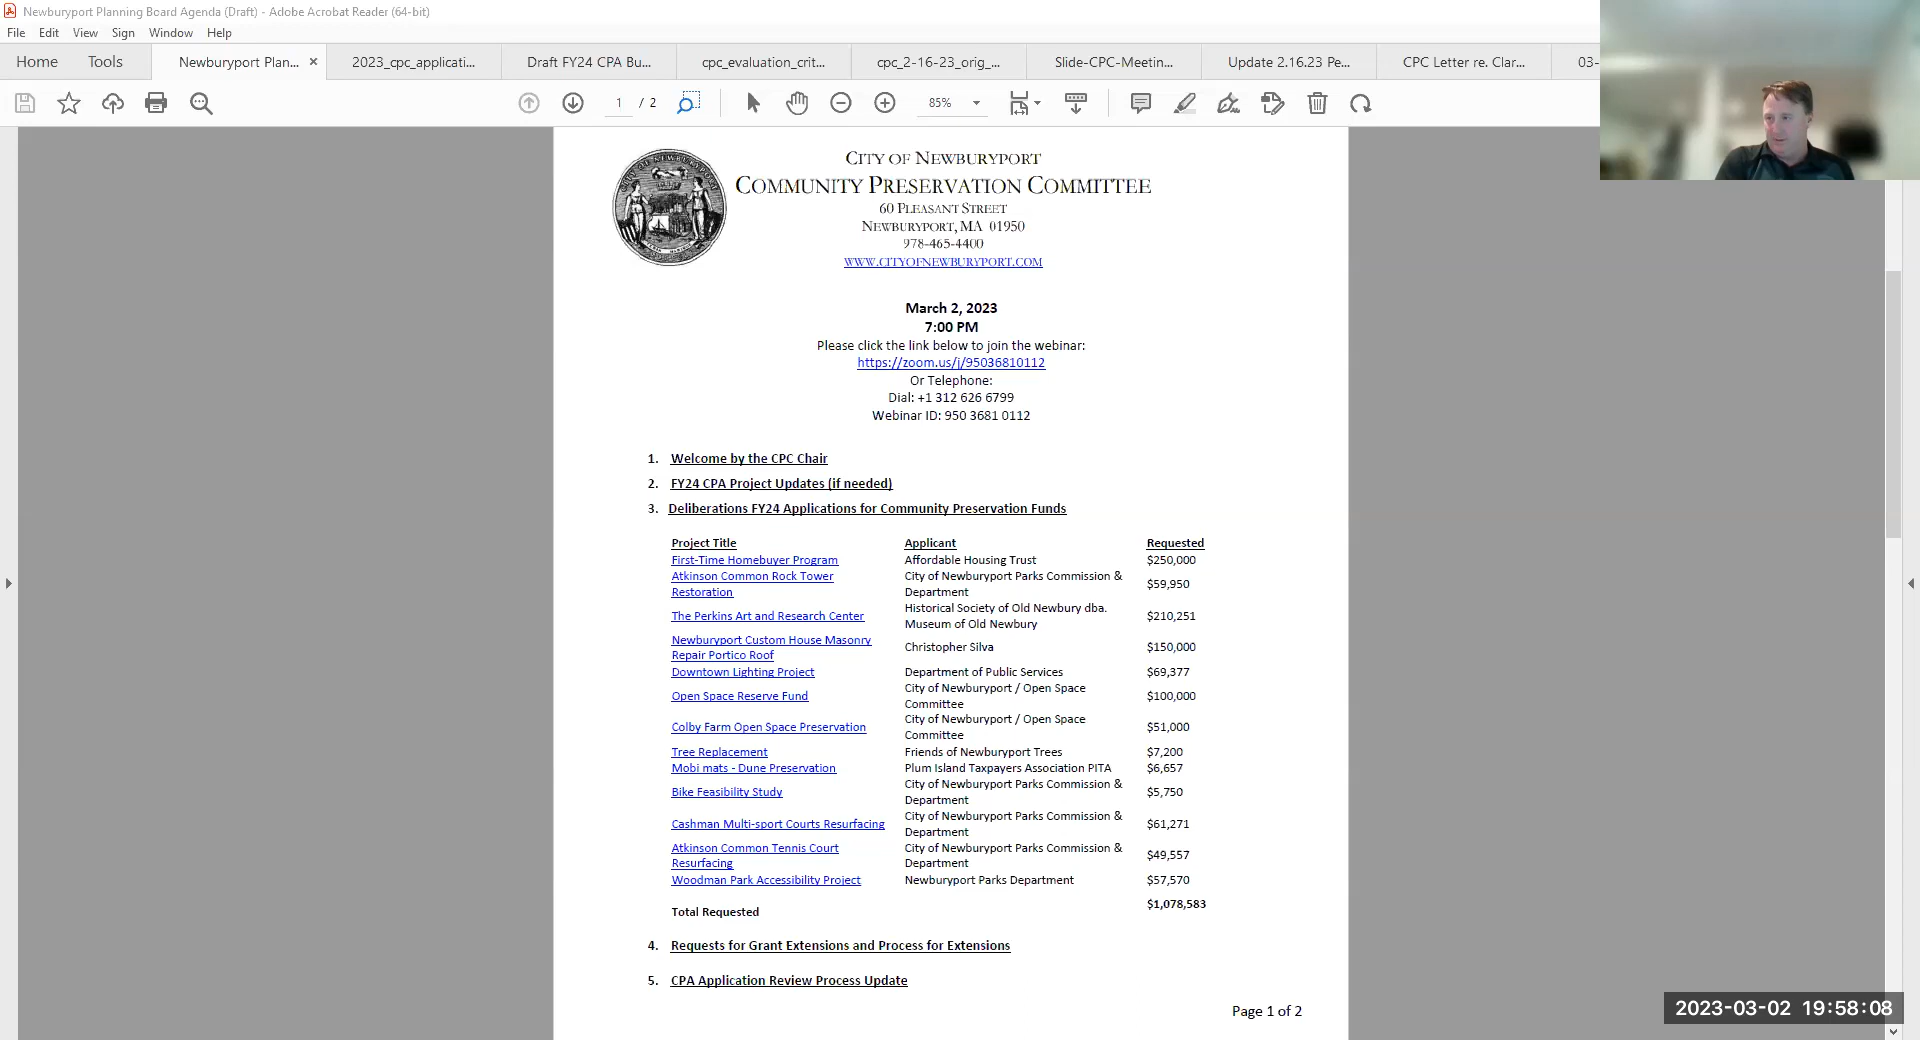 Newburyport Planning Board Agenda (Draft) - Adobe Acrobat Reader (64-bit)
File Edit View Sign Window Help
Home Tools Newburyport Plan... × 2023_cpc_applicati... Draft FY24 CPA Bu... cpc_evaluation_crit... cpc_2-16-23_orig_... Slide-CPC-Meetin... Update 2.16.23 Pe... CPC Letter re. Clar... 03-
1 / 2 85%
CITY OF NEWBURYPORT
COMMUNITY PRESERVATION COMMITTEE
60 PLEASANT STREET
NEWBURYPORT, MA 01950
978-465-4400
WWW.CITYOFNEWBURYPORT.COM
March 2, 2023
7:00 PM
Please click the link below to join the webinar:
https://zoom.us/j/95036810112
Or Telephone:
Dial: +1 312 626 6799
Webinar ID: 950 3681 0112
1. Welcome by the CPC Chair
2. FY24 CPA Project Updates (if needed)
3. Deliberations FY24 Applications for Community Preservation Funds
Project Title Applicant Requested
First-Time Homebuyer Program Affordable Housing Trust $250,000
Atkinson Common Rock Tower City of Newburyport Parks Commission &
Restoration Department $59,950
The Perkins Art and Research Center Historical Society of Old Newbury dba.
Museum of Old Newbury $210,251
Newburyport Custom House Masonry
Repair Portico Roof Christopher Silva $150,000
Downtown Lighting Project Department of Public Services $69,377
Open Space Reserve Fund City of Newburyport / Open Space
Committee $100,000
Colby Farm Open Space Preservation City of Newburyport / Open Space
Committee $51,000
Tree Replacement Friends of Newburyport Trees $7,200
Mobi mats - Dune Preservation Plum Island Taxpayers Association PITA $6,657
Bike Feasibility Study City of Newburyport Parks Commission &
Department $5,750
Cashman Multi-sport Courts Resurfacing City of Newburyport Parks Commission &
Department $61,271
Atkinson Common Tennis Court City of Newburyport Parks Commission &
Resurfacing Department $49,557
Woodman Park Accessibility Project Newburyport Parks Department $57,570
Total Requested $1,078,583
4. Requests for Grant Extensions and Process for Extensions
5. CPA Application Review Process Update
Page 1 of 2
2023-03-02 19:58:08